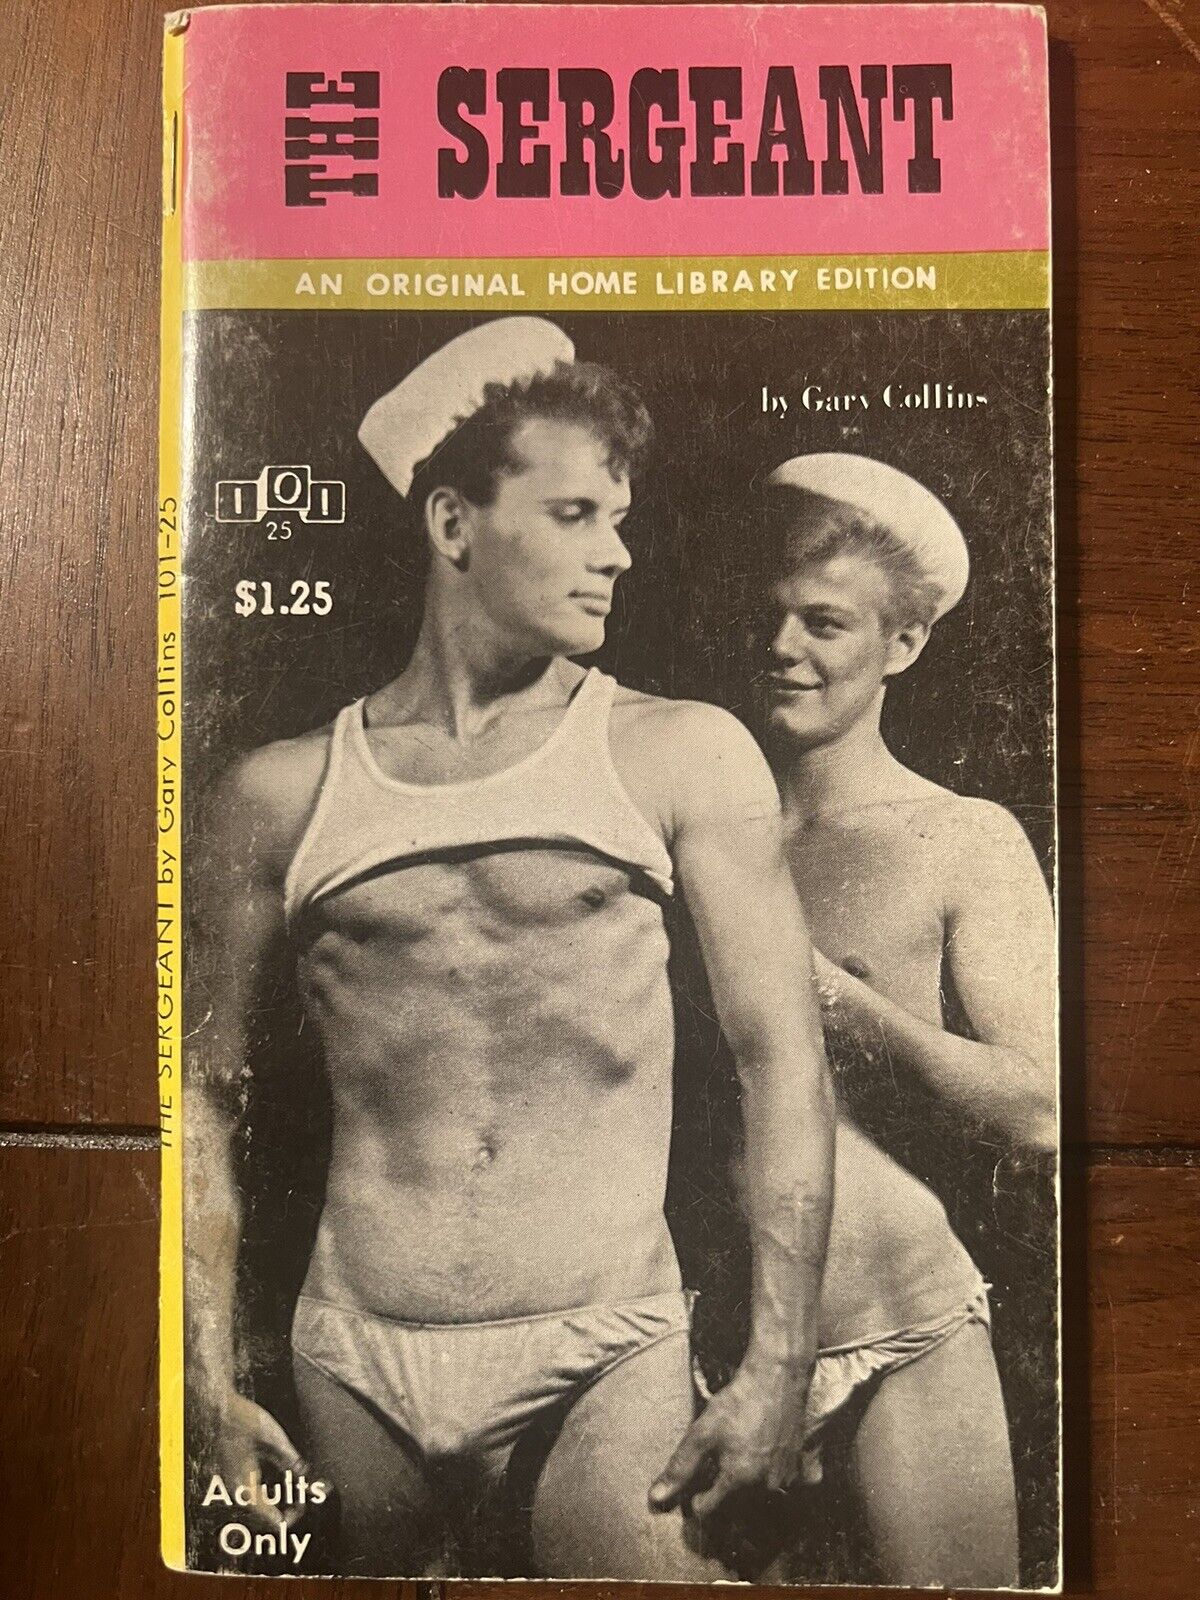 THE SERGEANT
AN ORIGINAL HOME LIBRARY EDITION
by Gary Collins
101
25
$1.25
THE SERGEANT by Gary Collins 101-25
Adults
Only